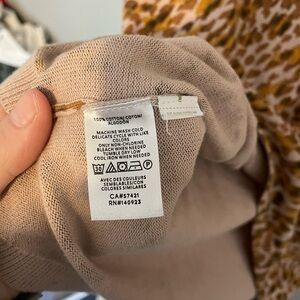 100% COTTON/ COTON/
ALGODÓN
MACHINE WASH COLD
DELICATE CYCLE WITH LIKE
COLORS
ONLY NON-CHLORINE
BLEACH WHEN NEEDED
TUMBLE DRY LOW
COOL IRON WHEN NEEDED
AVEC DES COULEURS
SEMBLABLES/CON
COLORES SIMILARES
CA#57421
RN#140923